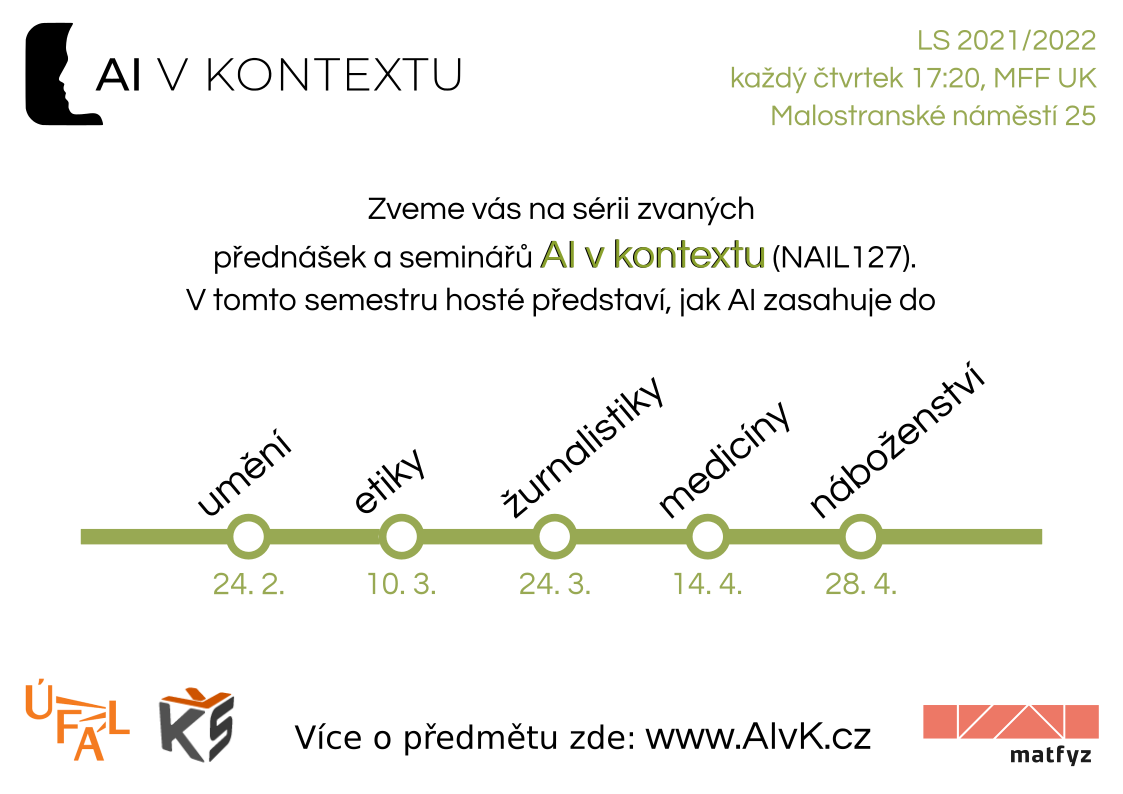 AI V KONTEXTU
LS 2021/2022
každý čtvrtek 17:20, MFF UK
Malostranské náměstí 25
Zveme vás na sérii zvaných
přednášek a seminářů AI v kontextu (NAIL127).
V tomto semestru hosté představí, jak AI zasahuje do
umění
etiky
žurnalistiky
medicíny
náboženství
24. 2.
10. 3.
24. 3.
14. 4.
28. 4.
ÚFAL
KŠ
Více o předmětu zde: www.AIvK.cz
matfyz